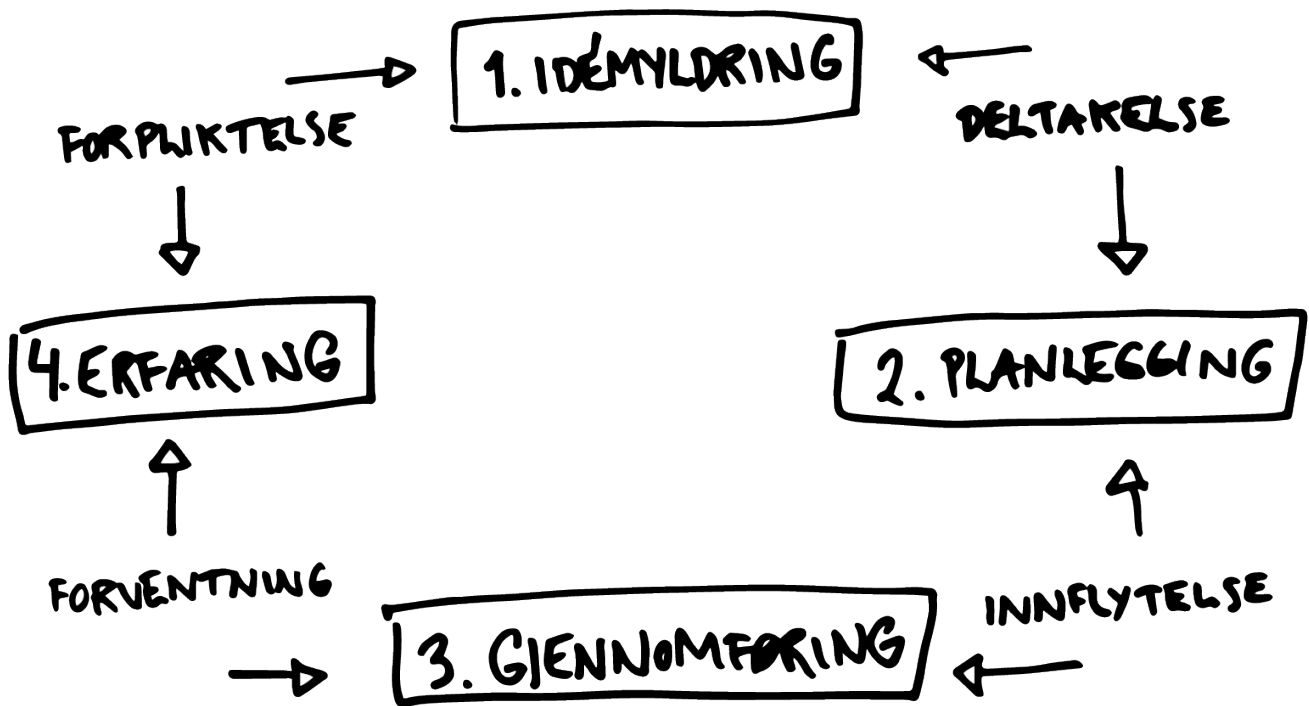 1. IDÉMYLDRING
FORPLIKTELSE
DELTAKELSE
4. ERFARING
2. PLANLEGGING
FORVENTNING
INNFLYTELSE
3. GJENNOMFØRING